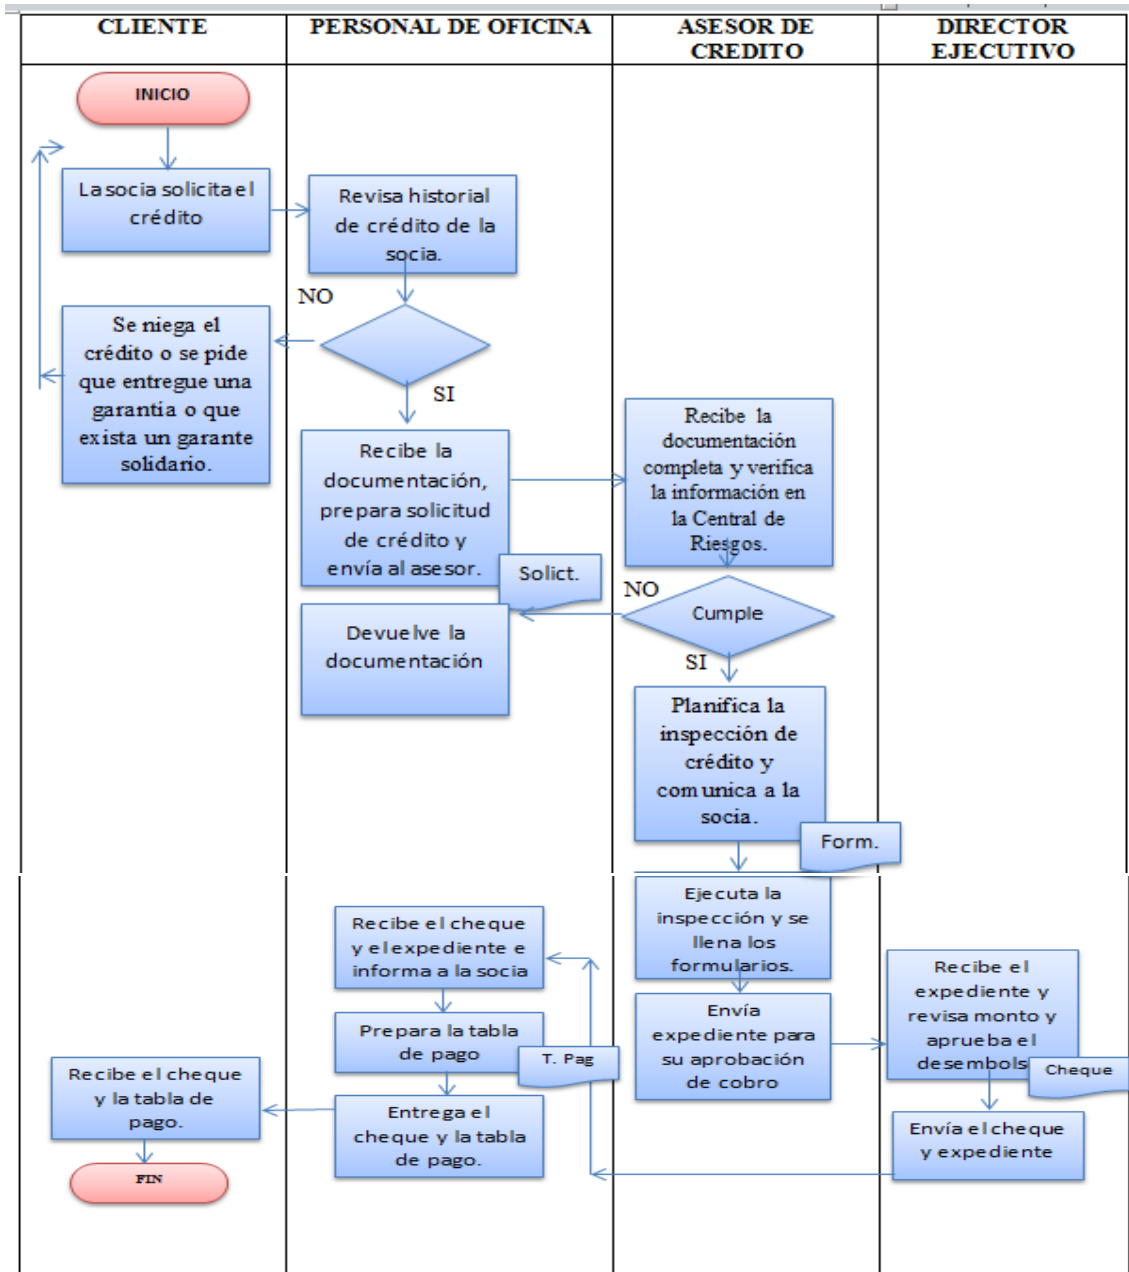 CLIENTE
PERSONAL DE OFICINA
ASESOR DE
CREDITO
DIRECTOR
EJECUTIVO
INICIO
La socia solicita el
crédito
Revisa historial
de crédito de la
socia.
NO
Se niega el
crédito o se pide
que entregue una
garantía o que
exista un garante
solidario.
SI
Recibe la
documentación,
prepara solicitud
de crédito y
envía al asesor.
Solict.
Recibe la
documentación
completa y verifica
la información en
la Central de
Riesgos.
NO
Cumple
Devuelve la
documentación
SI
Planifica la
inspección de
crédito y
comunica a la
socia.
Form.
Ejecuta la
inspección y se
llena los
formularios.
Recibe el cheque
y el expediente e
informa a la socia
Recibe el
expediente y
revisa monto y
aprueba el
desembols
Cheque
Envía
expediente para
su aprobación
de cobro
Prepara la tabla
de pago
T. Pag
Recibe el cheque
y la tabla de
pago.
Entrega el
cheque y la tabla
de pago.
Envía el cheque
y expediente
FIN